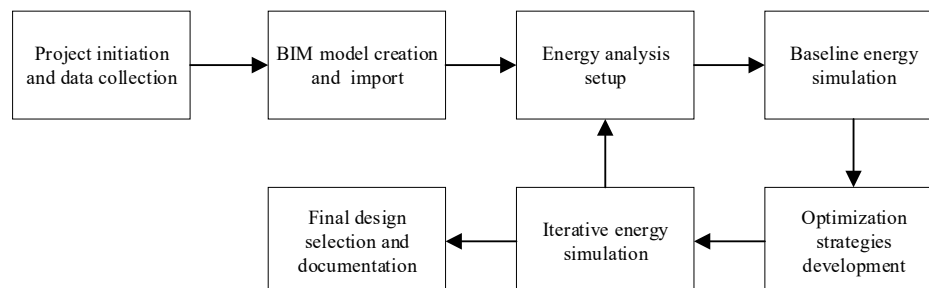 Project initiation
and data collection
BIM model creation
and import
Energy analysis
setup
Baseline energy
simulation
Final design
selection and
documentation
Iterative energy
simulation
Optimization
strategies
development